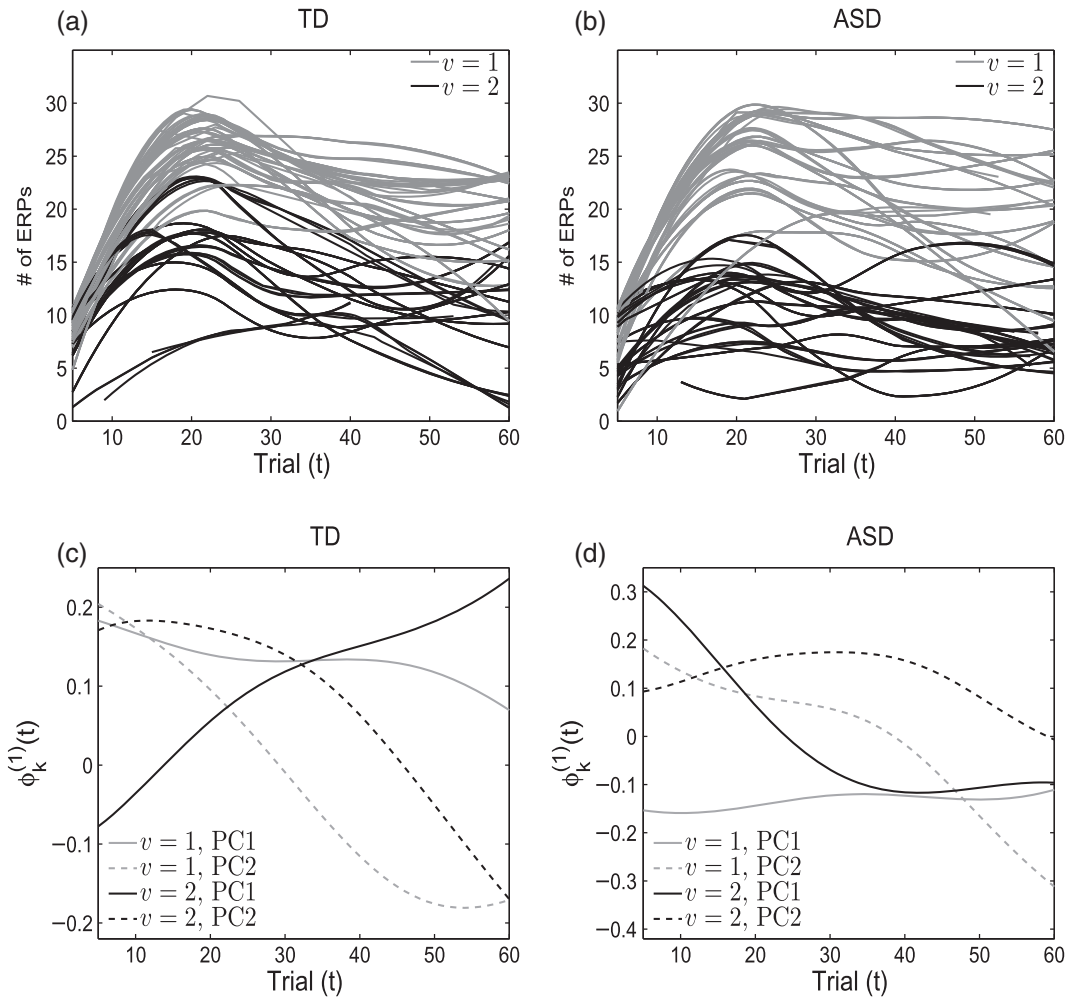 (a) TD
v = 1
v = 2
# of ERPs
30
25
20
15
10
5
0
10 20 30 40 50 60
Trial (t)
(b) ASD
v = 1
v = 2
# of ERPs
30
25
20
15
10
5
0
10 20 30 40 50 60
Trial (t)
(c) TD
ϕₖ⁽¹⁾(t)
0.2
0.1
0
−0.1
−0.2
v = 1, PC1
v = 1, PC2
v = 2, PC1
v = 2, PC2
10 20 30 40 50 60
Trial (t)
(d) ASD
ϕₖ⁽¹⁾(t)
0.3
0.2
0.1
0
−0.1
−0.2
−0.3
−0.4
v = 1, PC1
v = 1, PC2
v = 2, PC1
v = 2, PC2
10 20 30 40 50 60
Trial (t)